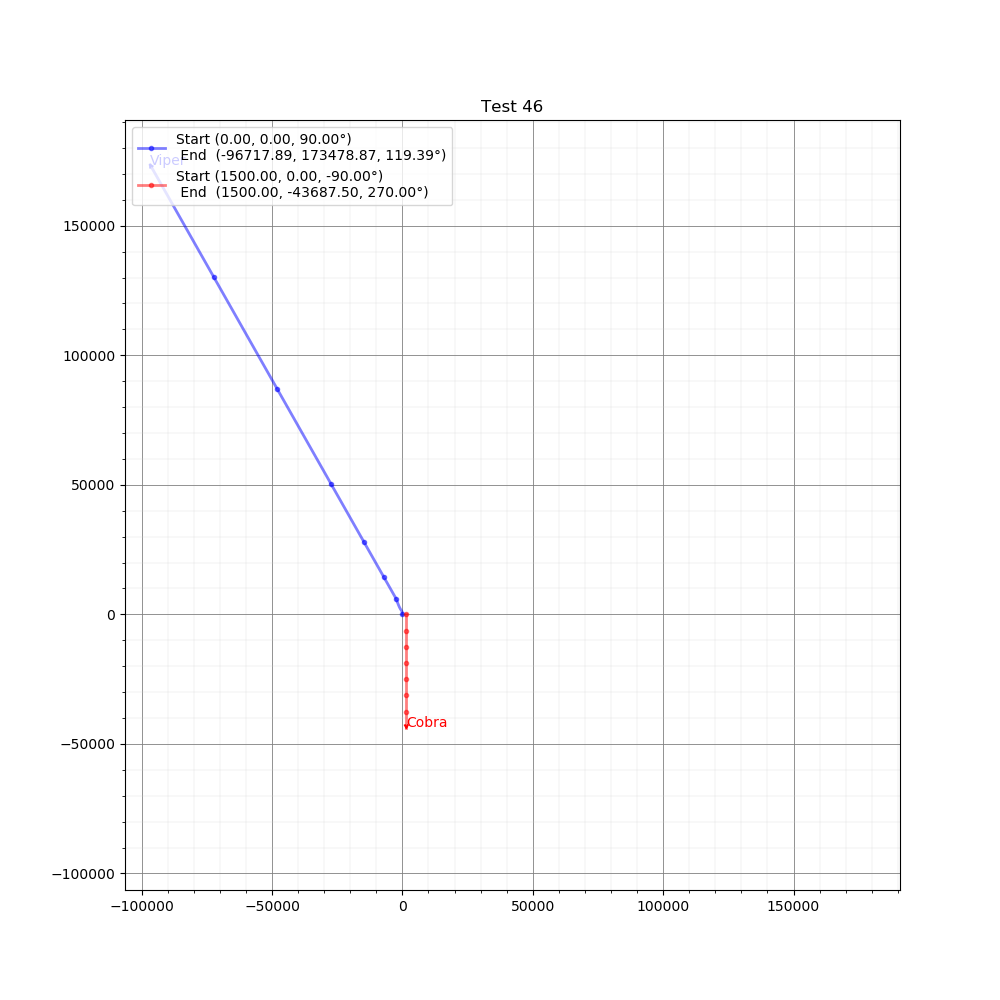 Test 46
Start (0.00, 0.00, 90.00°)
End  (-96717.89, 173478.87, 119.39°)
Viper
Start (1500.00, 0.00, -90.00°)
End  (1500.00, -43687.50, 270.00°)
150000
100000
50000
0
Cobra
−50000
−100000
−100000 −50000 0 50000 100000 150000